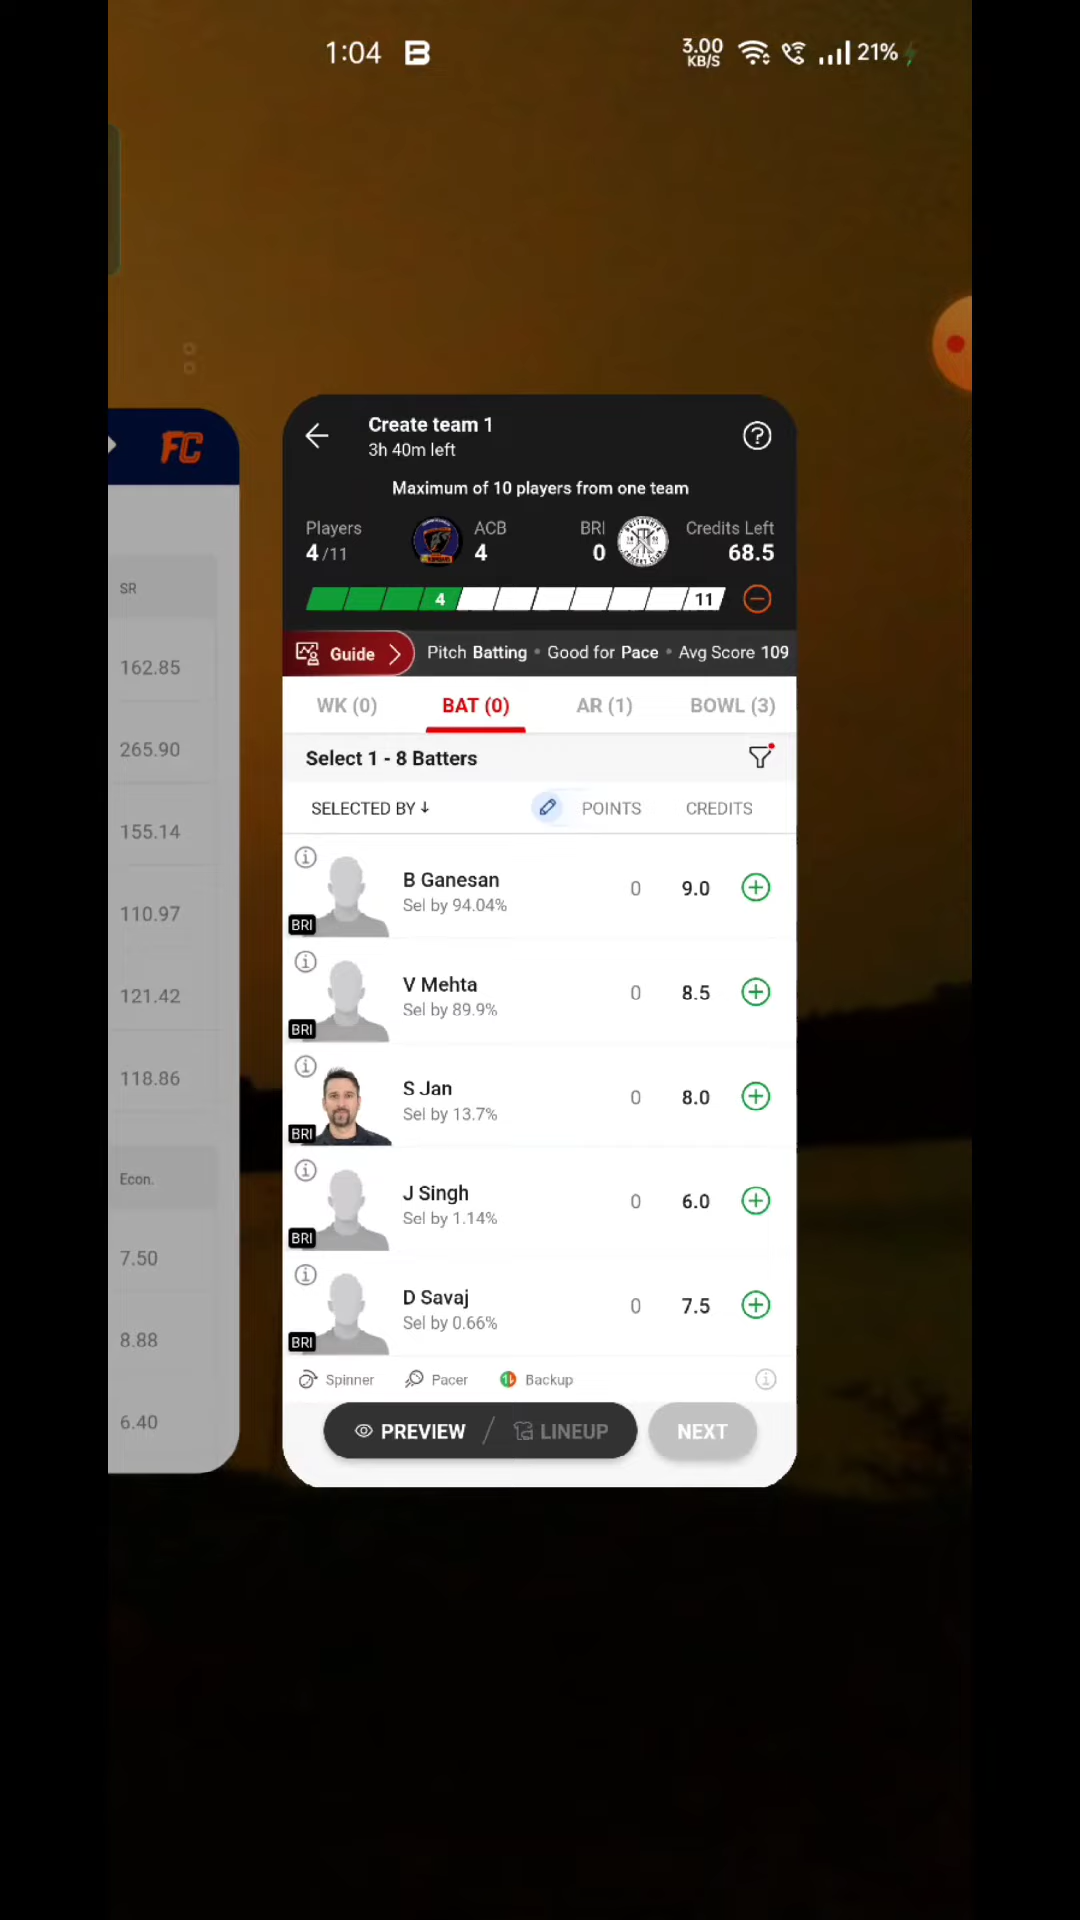 1:04
3.00 KB/S
21%
FC
SR
162.85
265.90
155.14
110.97
121.42
118.86
Econ.
7.50
8.88
6.40
Create team 1
3h 40m left
Maximum of 10 players from one team
Players ACB BRI Credits Left
4/11 4 0 68.5
4 11
Guide Pitch Batting • Good for Pace • Avg Score 109
WK (0) BAT (0) AR (1) BOWL (3)
Select 1 - 8 Batters
SELECTED BY ↓ POINTS CREDITS
B Ganesan 0 9.0
Sel by 94.04%
BRI
V Mehta 0 8.5
Sel by 89.9%
BRI
S Jan 0 8.0
Sel by 13.7%
BRI
J Singh 0 6.0
Sel by 1.14%
BRI
D Savaj 0 7.5
Sel by 0.66%
BRI
Spinner Pacer Backup
PREVIEW / LINEUP NEXT